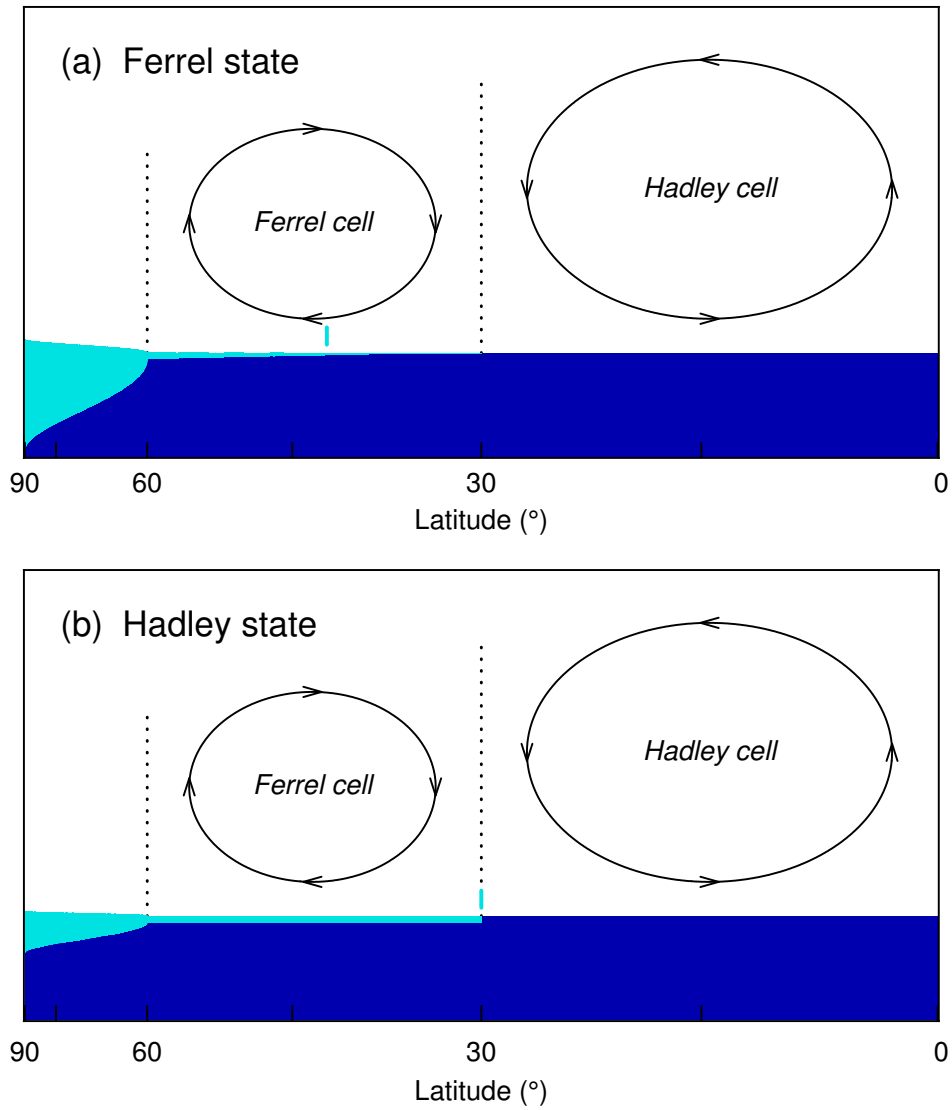 (a) Ferrel state
Ferrel cell
Hadley cell
90 60 30 0
Latitude (°)
(b) Hadley state
Ferrel cell
Hadley cell
90 60 30 0
Latitude (°)